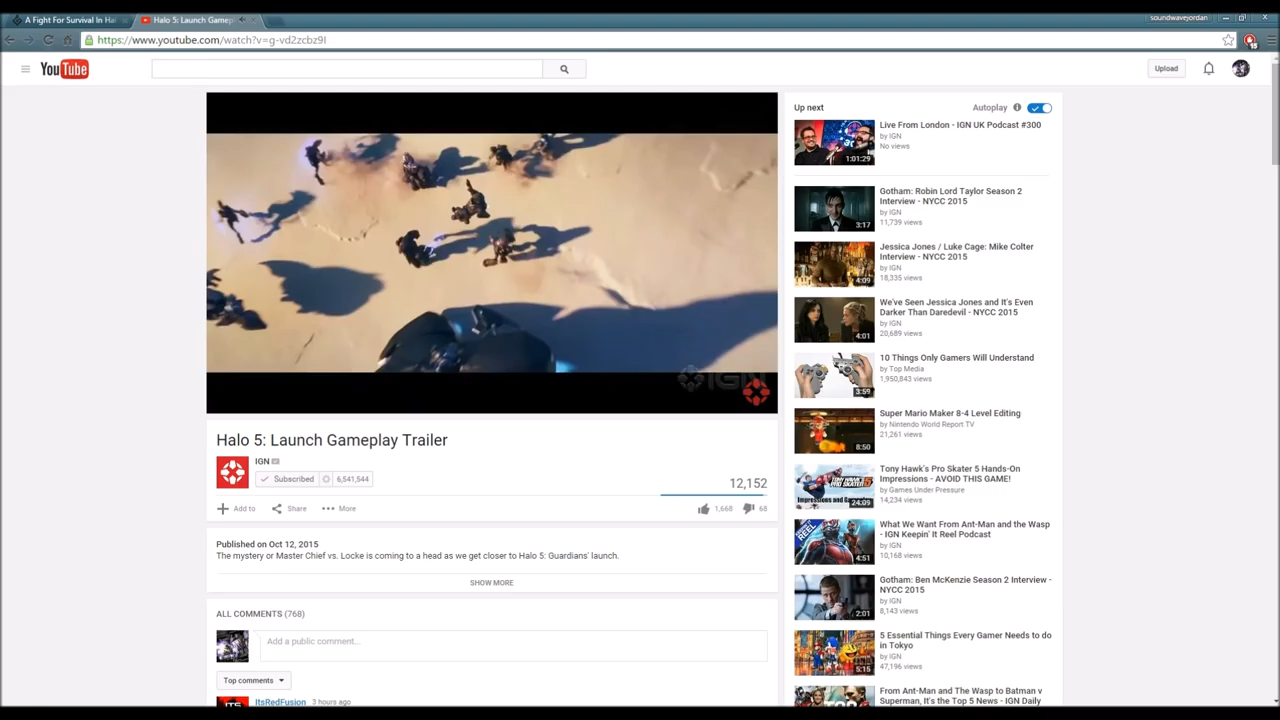 A Fight For Survival In Ha
Halo 5: Launch Gamep
soundwavejordan
https://www.youtube.com/watch?v=g-vd2zcbz9I
15
YouTube
Upload
IGN
Halo 5: Launch Gameplay Trailer
IGN
Subscribed 6,541,544
12,152
Add to Share More
1,668 68
Published on Oct 12, 2015
The mystery or Master Chief vs. Locke is coming to a head as we get closer to Halo 5: Guardians' launch.
SHOW MORE
ALL COMMENTS (768)
Add a public comment...
Top comments
ItsRedFusion 3 hours ago
Up next
Autoplay
Live From London - IGN UK Podcast #300
by IGN
No views
1:01:29
Gotham: Robin Lord Taylor Season 2
Interview - NYCC 2015
by IGN
11,739 views
3:17
Jessica Jones / Luke Cage: Mike Colter
Interview - NYCC 2015
by IGN
18,335 views
4:09
We've Seen Jessica Jones and It's Even
Darker Than Daredevil - NYCC 2015
by IGN
20,689 views
4:01
10 Things Only Gamers Will Understand
by Top Media
1,950,843 views
3:59
Super Mario Maker 8-4 Level Editing
by Nintendo World Report TV
21,261 views
8:50
Tony Hawk's Pro Skater 5 Hands-On
Impressions - AVOID THIS GAME!
by Games Under Pressure
14,234 views
24:09
What We Want From Ant-Man and the Wasp
- IGN Keepin' It Reel Podcast
by IGN
10,168 views
4:51
Gotham: Ben McKenzie Season 2 Interview -
NYCC 2015
by IGN
8,143 views
2:01
5 Essential Things Every Gamer Needs to do
in Tokyo
by IGN
47,196 views
5:15
From Ant-Man and The Wasp to Batman v
Superman, It's the Top 5 News - IGN Daily